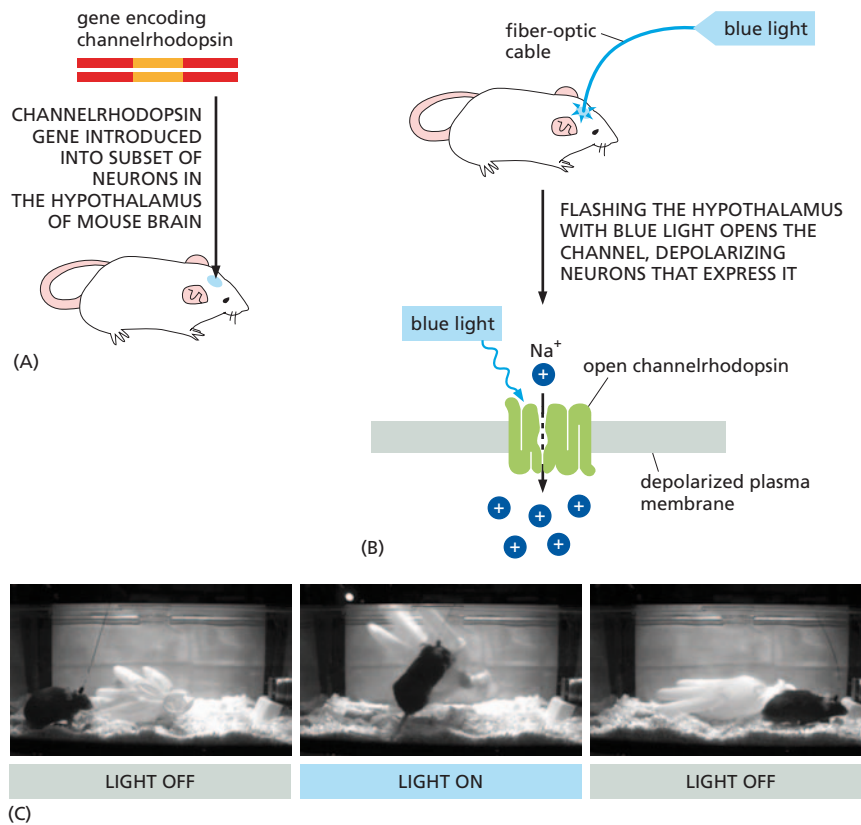 gene encoding
channelrhodopsin
CHANNELRHODOPSIN
GENE INTRODUCED
INTO SUBSET OF
NEURONS IN
THE HYPOTHALAMUS
OF MOUSE BRAIN
(A)
fiber-optic
cable
blue light
FLASHING THE HYPOTHALAMUS
WITH BLUE LIGHT OPENS THE
CHANNEL, DEPOLARIZING
NEURONS THAT EXPRESS IT
blue light
Na⁺
+
open channelrhodopsin
depolarized plasma
membrane
+ + +
+ +
(B)
LIGHT OFF
LIGHT ON
LIGHT OFF
(C)